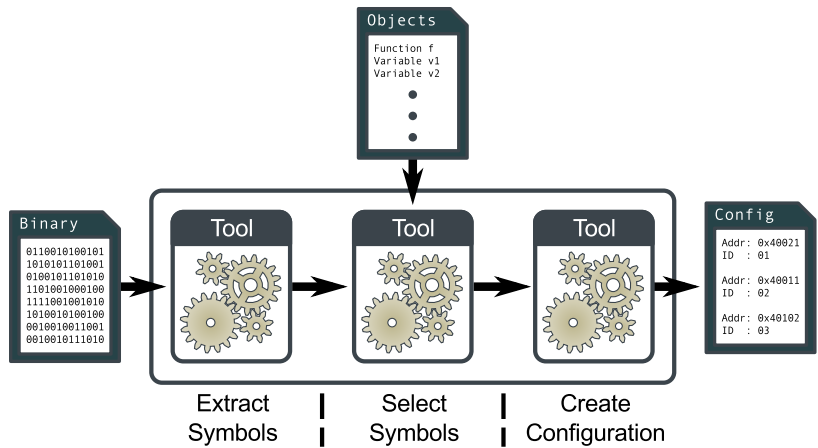 Objects
Function f
Variable v1
Variable v2
Binary
0110010100101
1010101101001
0100101101010
1101001000100
1111001001010
1010010100100
0010010011001
0010010111010
Tool
Tool
Tool
Config
Addr: 0x40021
ID  : 01
Addr: 0x40011
ID  : 02
Addr: 0x40102
ID  : 03
Extract
Symbols
Select
Symbols
Create
Configuration